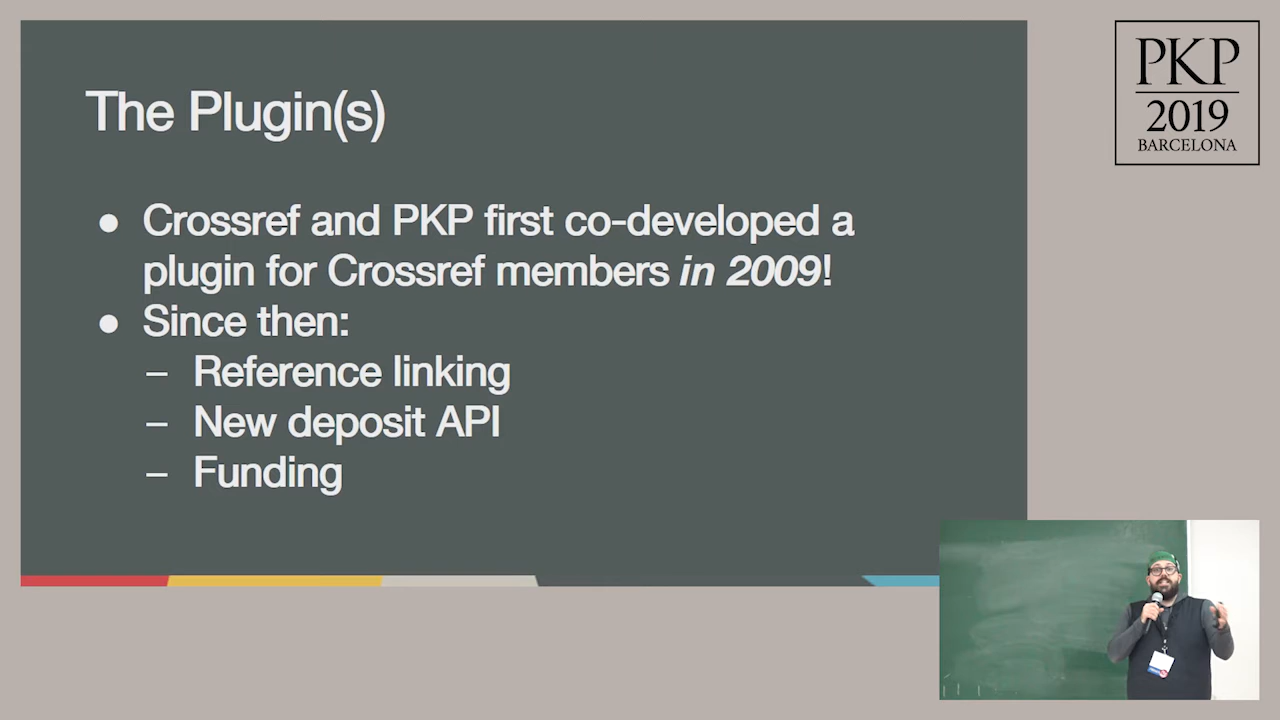 The Plugin(s)
● Crossref and PKP first co-developed a
plugin for Crossref members in 2009!
● Since then:
– Reference linking
– New deposit API
– Funding
PKP
2019
BARCELONA